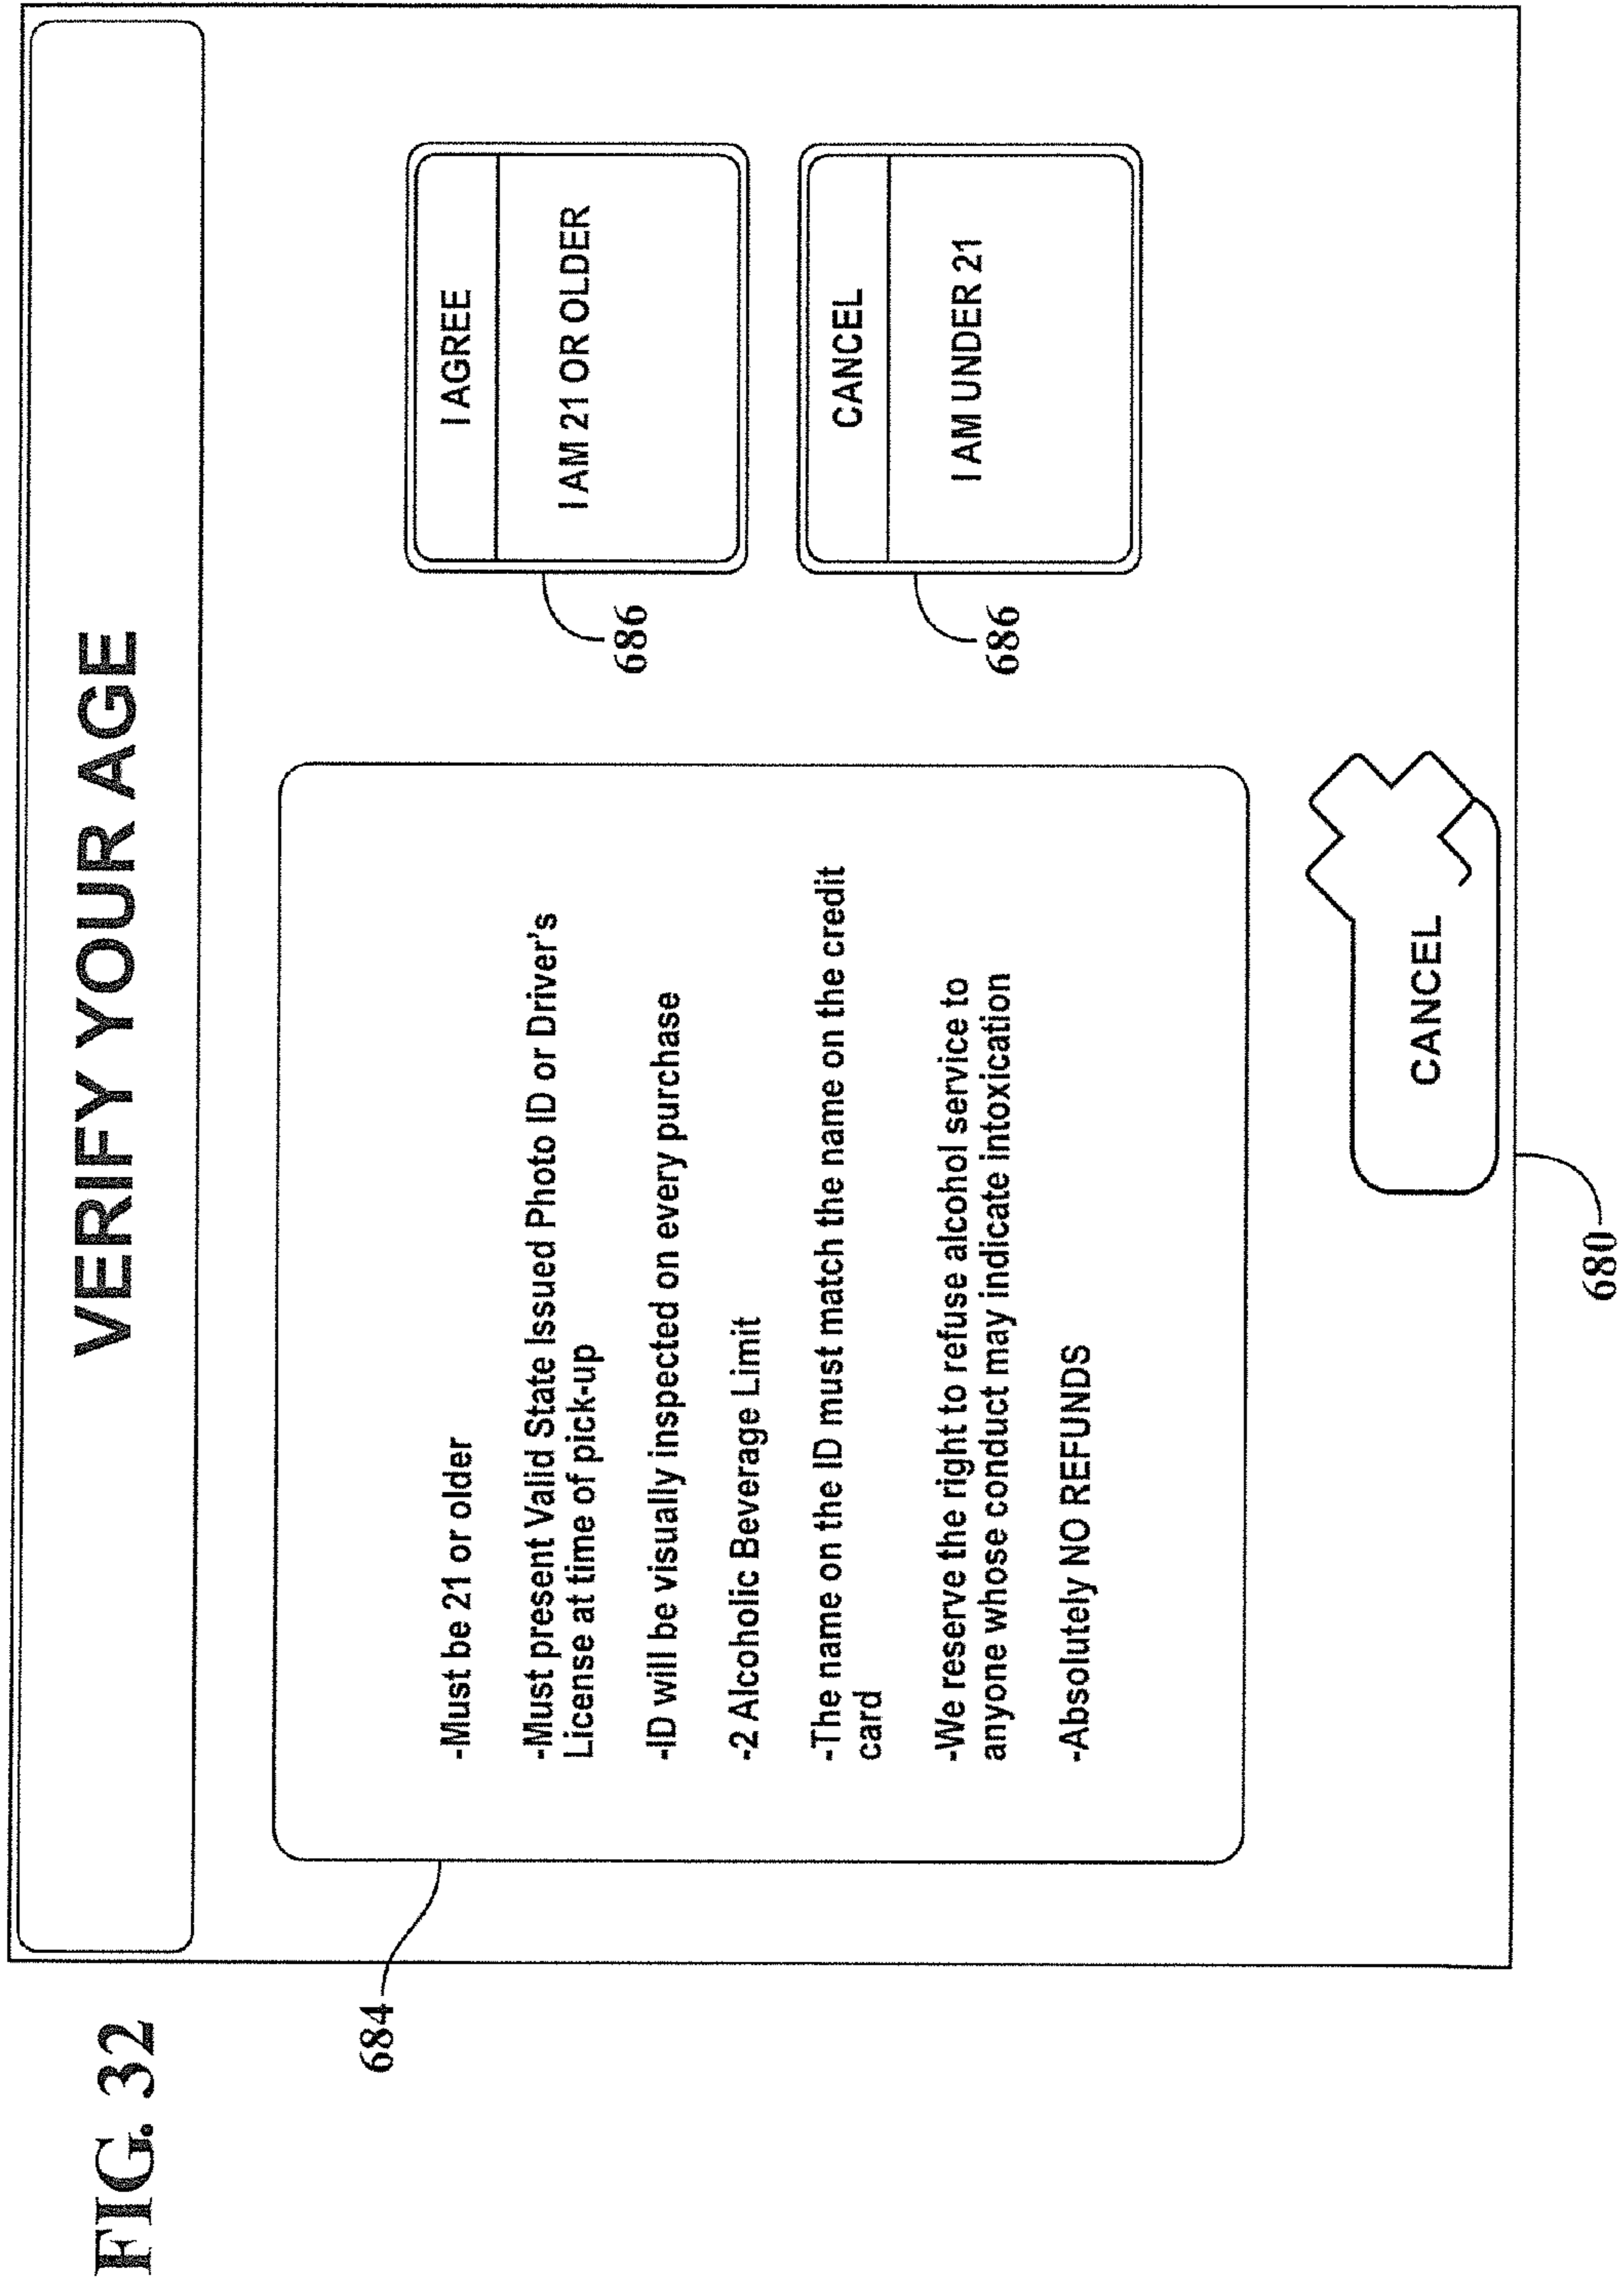 FIG. 32
VERIFY YOUR AGE
684
-Must be 21 or older
-Must present Valid State Issued Photo ID or Driver's
License at time of pick-up
-ID will be visually inspected on every purchase
-2 Alcoholic Beverage Limit
-The name on the ID must match the name on the credit
card
-We reserve the right to refuse alcohol service to
anyone whose conduct may indicate intoxication
-Absolutely NO REFUNDS
I AGREE
I AM 21 OR OLDER
686
CANCEL
I AM UNDER 21
686
CANCEL
680